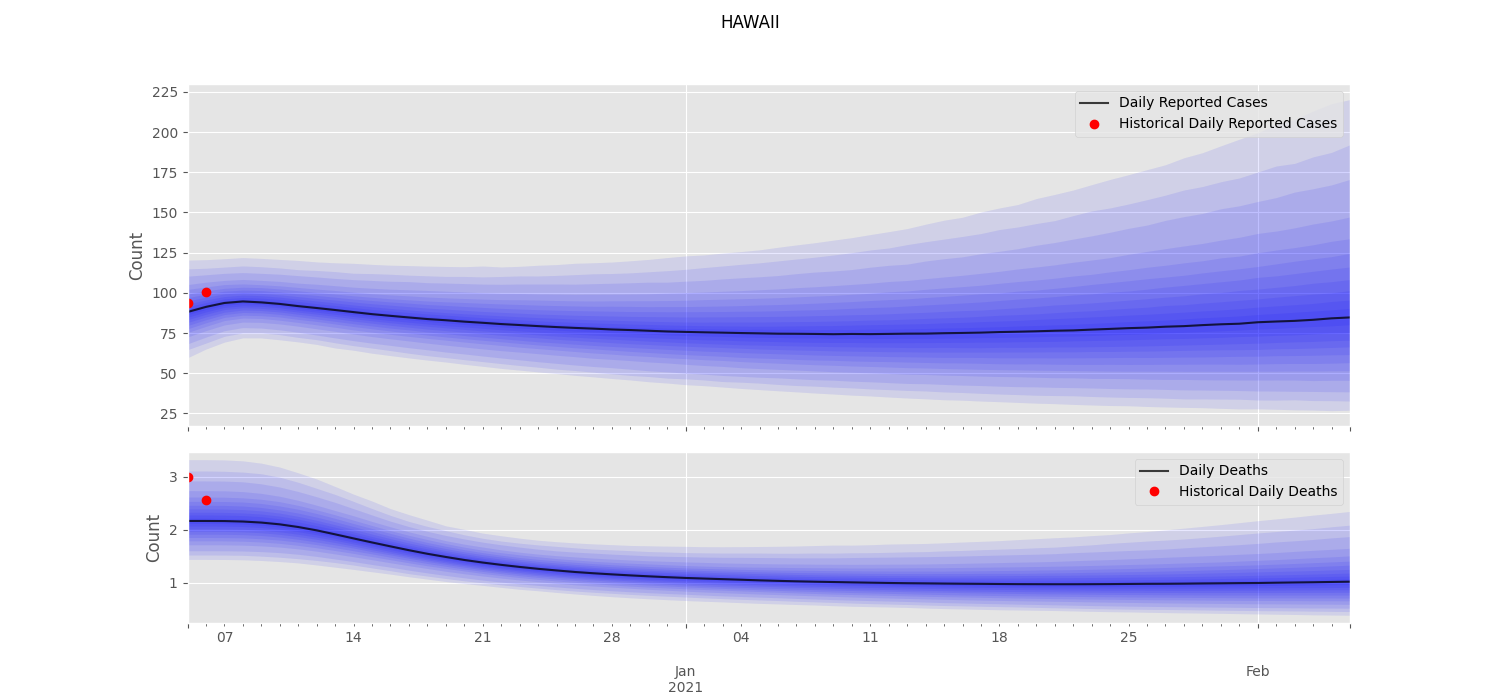 HAWAII
225
200
175
150
125
100
75
50
25
Count
Daily Reported Cases
Historical Daily Reported Cases
3
2
1
Count
Daily Deaths
Historical Daily Deaths
07 14 21 28 04 11 18 25
Jan Feb
2021